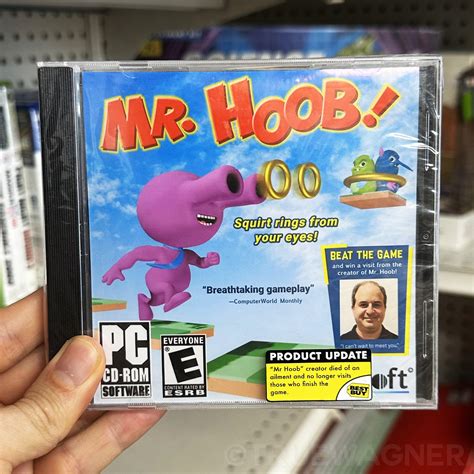 MR. HOOB!
Squirt rings from
your eyes!
"Breathtaking gameplay"
—ComputerWorld Monthly
BEAT THE GAME
and win a visit from the
creator of Mr. Hoob!
"I can't wait to meet you"
PC
CD-ROM
SOFTWARE
EVERYONE
E
CONTENT RATED BY
ESRB
PRODUCT UPDATE
"Mr Hoob" creator died of an
ailment and no longer visits
those who finish the
game.
BEST
BUY
oft
WAGNER